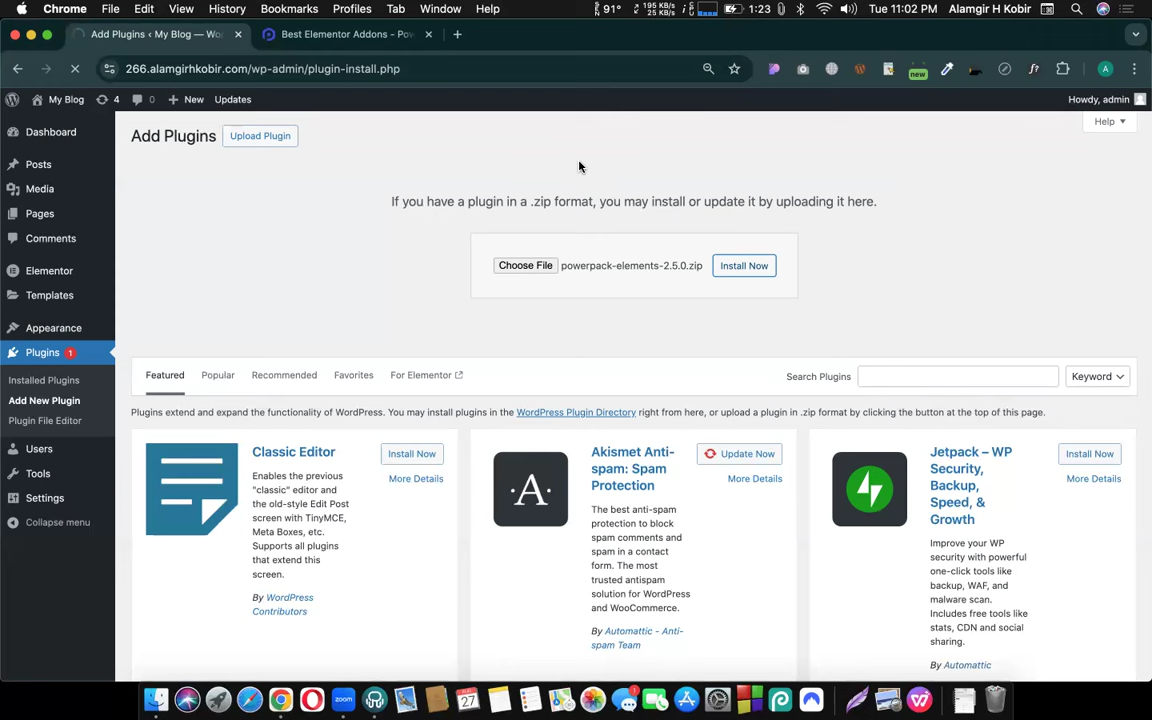 Chrome File Edit View History Bookmarks Profiles Tab Window Help 91° 195 KB/s 25 KB/s 1:23 Tue 11:02 PM Alamgir H Kobir
Add Plugins ‹ My Blog — Wo
Best Elementor Addons - Po
266.alamgirhkobir.com/wp-admin/plugin-install.php
new
f?
A
My Blog 4 0 New Updates Howdy, admin
Dashboard
Posts
Media
Pages
Comments
Elementor
Templates
Appearance
Plugins 1
Installed Plugins
Add New Plugin
Plugin File Editor
Users
Tools
Settings
Collapse menu
Help
Add Plugins Upload Plugin
If you have a plugin in a .zip format, you may install or update it by uploading it here.
Choose File powerpack-elements-2.5.0.zip Install Now
Featured Popular Recommended Favorites For Elementor Search Plugins Keyword
Plugins extend and expand the functionality of WordPress. You may install plugins in the WordPress Plugin Directory right from here, or upload a plugin in .zip format by clicking the button at the top of this page.
Classic Editor
Install Now
More Details
Enables the previous
"classic" editor and
the old-style Edit Post
screen with TinyMCE,
Meta Boxes, etc.
Supports all plugins
that extend this
screen.
By WordPress
Contributors
·A·
Akismet Anti-
spam: Spam
Protection
Update Now
More Details
The best anti-spam
protection to block
spam comments and
spam in a contact
form. The most
trusted antispam
solution for WordPress
and WooCommerce.
By Automattic - Anti-
spam Team
Jetpack – WP
Security,
Backup,
Speed, &
Growth
Install Now
More Details
Improve your WP
security with powerful
one-click tools like
backup, WAF, and
malware scan.
Includes free tools like
stats, CDN and social
sharing.
By Automattic
zoom
27
1